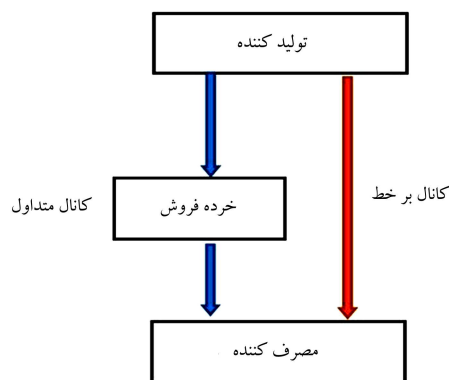 تولید کننده
کانال بر خط
خرده فروش
کانال متداول
مصرف کننده